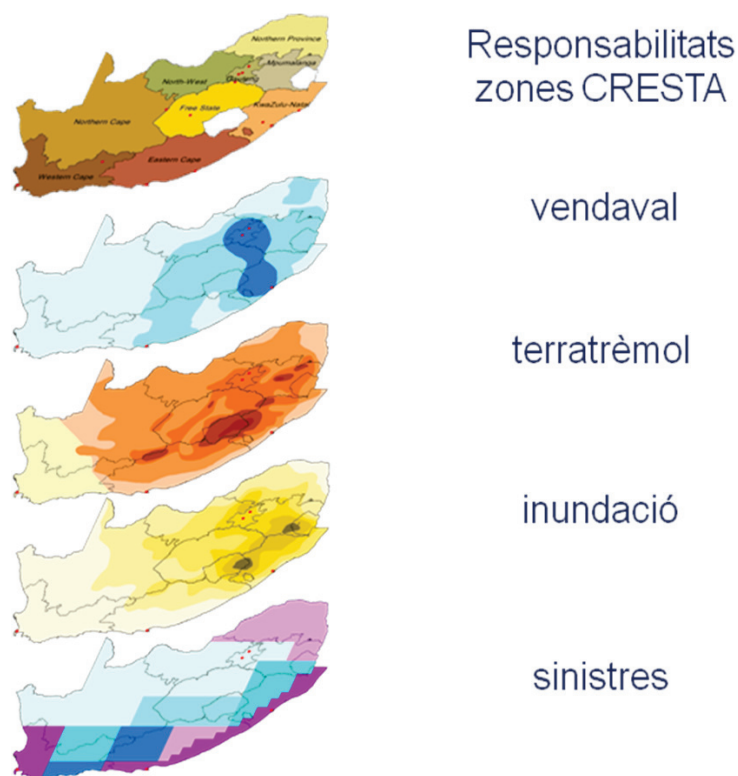 Responsabilitats
zones CRESTA
Northern Province
Mpumalanga
North-West
Gauteng
Free State
KwaZulu-Natal
Northern Cape
Eastern Cape
Western Cape
vendaval
terratrèmol
inundació
sinistres